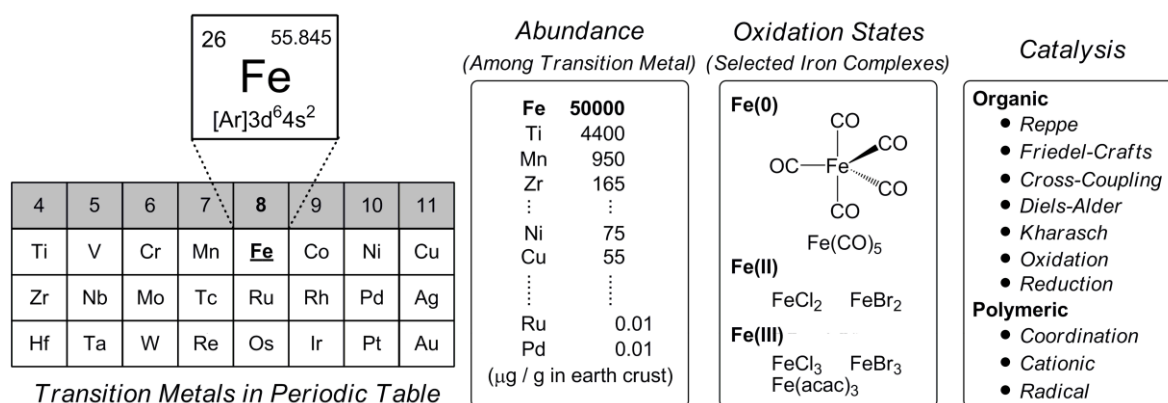 26 55.845
Fe
[Ar]3d⁶4s²
4 5 6 7 8 9 10 11
Ti V Cr Mn Fe Co Ni Cu
Zr Nb Mo Tc Ru Rh Pd Ag
Hf Ta W Re Os Ir Pt Au
Transition Metals in Periodic Table
Abundance
(Among Transition Metal)
Fe 50000
Ti 4400
Mn 950
Zr 165
Ni 75
Cu 55
Ru 0.01
Pd 0.01
(μg / g in earth crust)
Oxidation States
(Selected Iron Complexes)
Fe(0)
CO
CO
OC Fe
CO
CO
Fe(CO)₅
Fe(II)
FeCl₂ FeBr₂
Fe(III)
FeCl₃ FeBr₃
Fe(acac)₃
Catalysis
Organic
● Reppe
● Friedel-Crafts
● Cross-Coupling
● Diels-Alder
● Kharasch
● Oxidation
● Reduction
Polymeric
● Coordination
● Cationic
● Radical